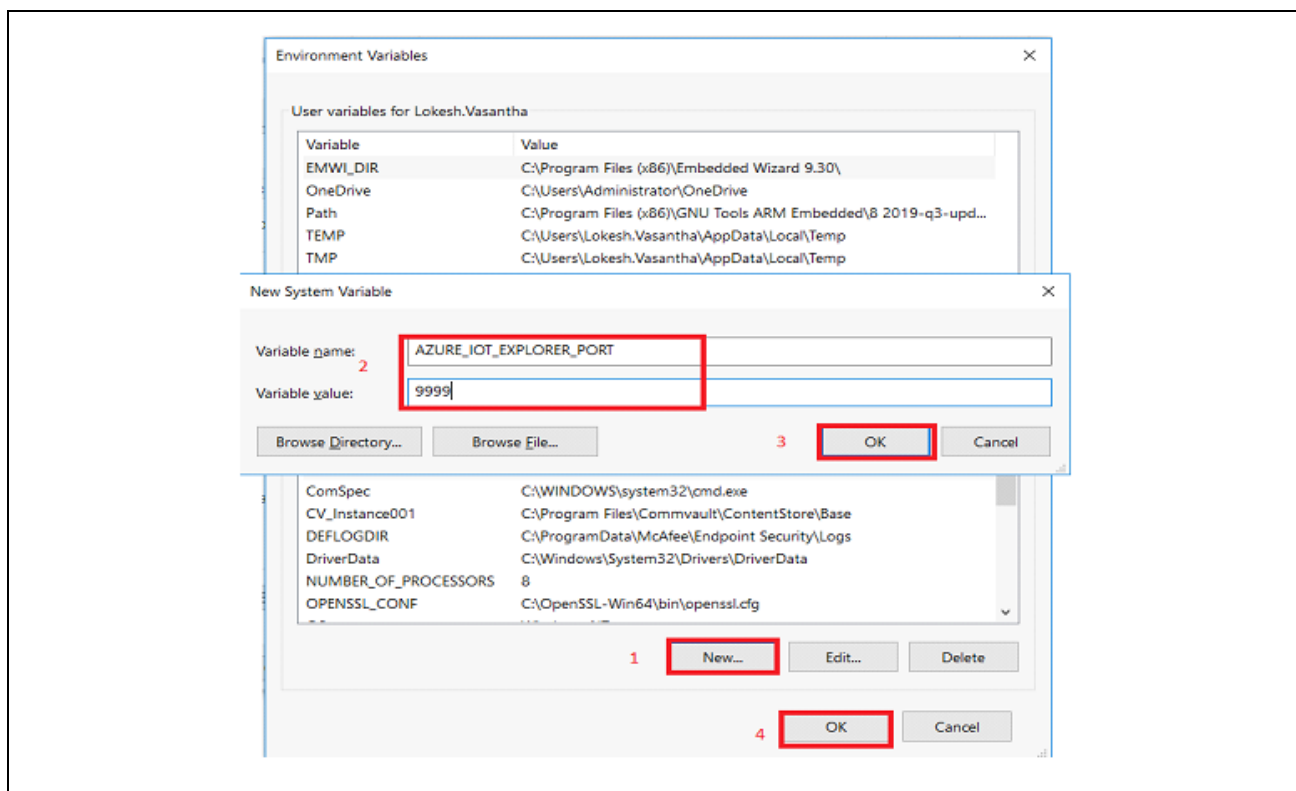 Environment Variables
User variables for Lokesh.Vasantha
Variable Value
EMWI_DIR C:\Program Files (x86)\Embedded Wizard 9.30\
OneDrive C:\Users\Administrator\OneDrive
Path C:\Program Files (x86)\GNU Tools ARM Embedded\8 2019-q3-upd...
TEMP C:\Users\Lokesh.Vasantha\AppData\Local\Temp
TMP C:\Users\Lokesh.Vasantha\AppData\Local\Temp
New System Variable
Variable name: AZURE_IOT_EXPLORER_PORT
2
Variable value: 9999
Browse Directory... Browse File... 3 OK Cancel
ComSpec C:\WINDOWS\system32\cmd.exe
CV_Instance001 C:\Program Files\Commvault\ContentStore\Base
DEFLOGDIR C:\ProgramData\McAfee\Endpoint Security\Logs
DriverData C:\Windows\System32\Drivers\DriverData
NUMBER_OF_PROCESSORS 8
OPENSSL_CONF C:\OpenSSL-Win64\bin\openssl.cfg
1 New... Edit... Delete
4 OK Cancel